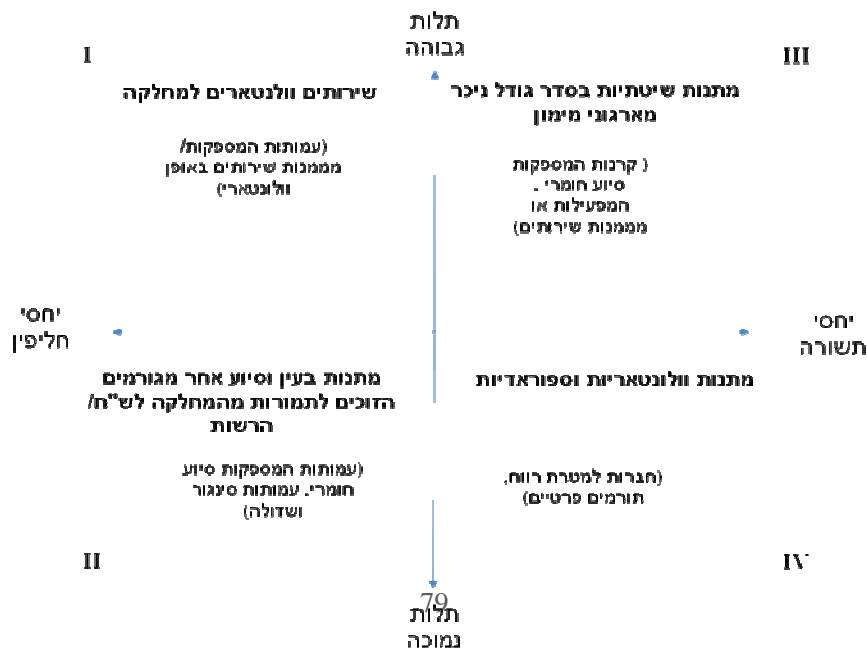 תלות
גבוהה
I
III
שירותים וולנטארים למחלקה
(עמותות המספקות/
מממנות שירותים באופן
וולונטארי)
מתנות שיטתיות בסדר גודל ניכר
מארגוני מימון
( קרנות המספקות
סיוע חומרי .
המפעילות או
מממנות שירותים)
יחסי
חליפין
יחסי
תשורה
מתנות בעין וסיוע אחר מגורמים
הזוכים לתמורות מהמחלקה לש"ח/
הרשות
(עמותות המספקות סיוע
חומרי. עמותות סינגור
ושדולה)
מתנות וולונטאריות וספוראדיות
(חברות למטרת רווח,
תורמים פרטיים)
II
IV
79
תלות
נמוכה